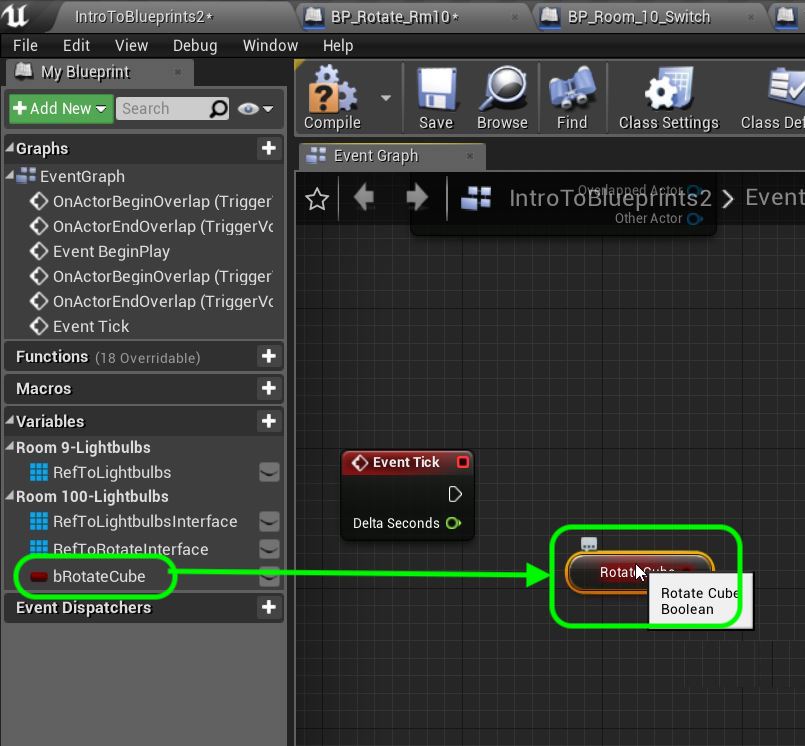 IntroToBlueprints2*
BP_Rotate_Rm10*
BP_Room_10_Switch
File Edit View Debug Window Help
My Blueprint
Add New
Search
Compile
Save
Browse
Find
Class Settings
Class Def
Graphs
Event Graph
EventGraph
OnActorBeginOverlap (Trigger
OnActorEndOverlap (TriggerVo
Event BeginPlay
OnActorBeginOverlap (Trigger
OnActorEndOverlap (TriggerVo
Event Tick
IntroToBlueprints2 > Event
Overlapped Actor
Other Actor
Functions (18 Overridable)
Macros
Variables
Room 9-Lightbulbs
RefToLightbulbs
Room 100-Lightbulbs
RefToLightbulbsInterface
RefToRotateInterface
bRotateCube
Event Dispatchers
Event Tick
Delta Seconds
Rotate Cube
Rotate Cube
Boolean